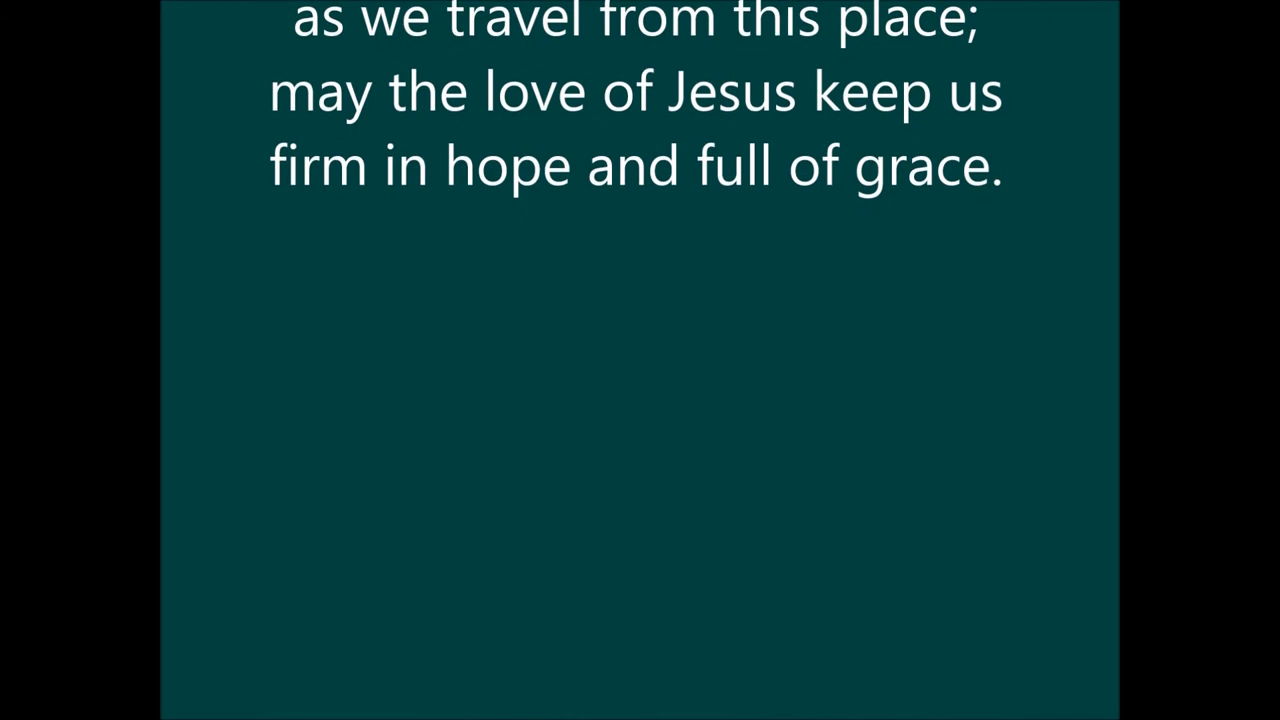 as we travel from this place;
may the love of Jesus keep us
firm in hope and full of grace.